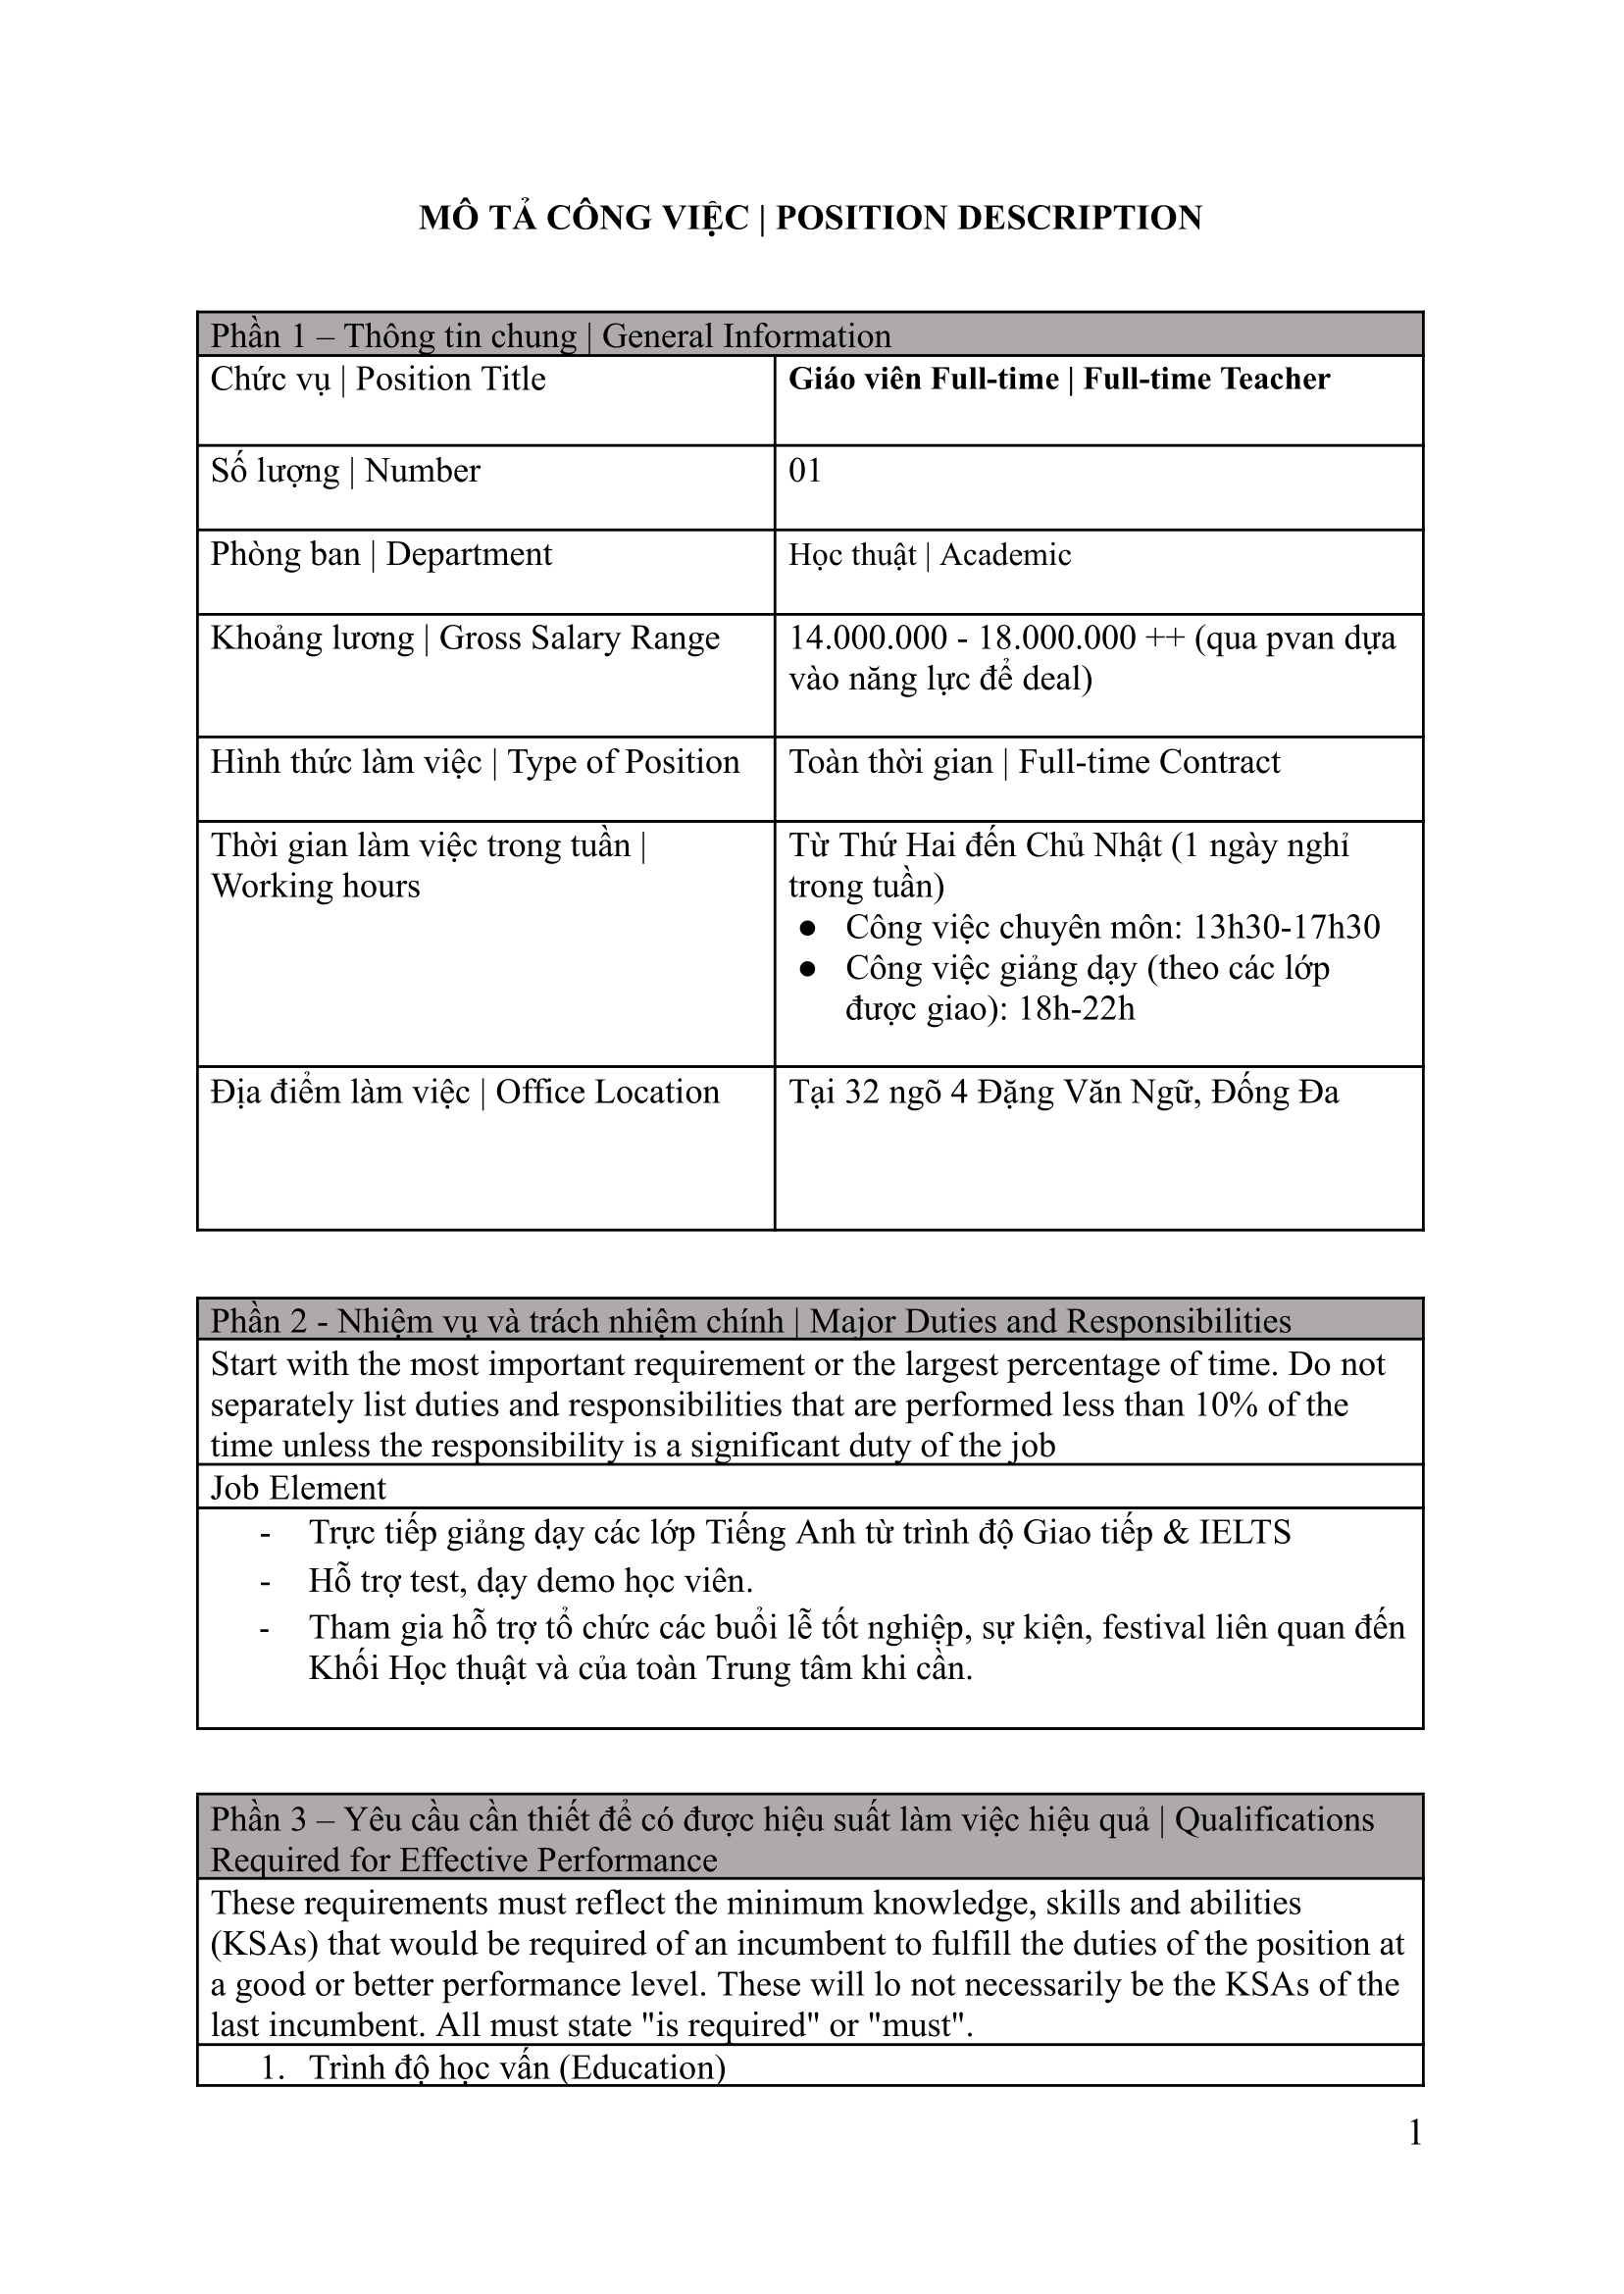 MÔ TẢ CÔNG VIỆC | POSITION DESCRIPTION
Phần 1 – Thông tin chung | General Information
Chức vụ | Position Title
Giáo viên Full-time | Full-time Teacher
Số lượng | Number
01
Phòng ban | Department
Học thuật | Academic
Khoảng lương | Gross Salary Range
14.000.000 - 18.000.000 ++ (qua pvan dựa
vào năng lực để deal)
Hình thức làm việc | Type of Position
Toàn thời gian | Full-time Contract
Thời gian làm việc trong tuần |
Working hours
Từ Thứ Hai đến Chủ Nhật (1 ngày nghỉ
trong tuần)
● Công việc chuyên môn: 13h30-17h30
● Công việc giảng dạy (theo các lớp
được giao): 18h-22h
Địa điểm làm việc | Office Location
Tại 32 ngõ 4 Đặng Văn Ngữ, Đống Đa
Phần 2 - Nhiệm vụ và trách nhiệm chính | Major Duties and Responsibilities
Start with the most important requirement or the largest percentage of time. Do not
separately list duties and responsibilities that are performed less than 10% of the
time unless the responsibility is a significant duty of the job
Job Element
- Trực tiếp giảng dạy các lớp Tiếng Anh từ trình độ Giao tiếp & IELTS
- Hỗ trợ test, dạy demo học viên.
- Tham gia hỗ trợ tổ chức các buổi lễ tốt nghiệp, sự kiện, festival liên quan đến
Khối Học thuật và của toàn Trung tâm khi cần.
Phần 3 – Yêu cầu cần thiết để có được hiệu suất làm việc hiệu quả | Qualifications
Required for Effective Performance
These requirements must reflect the minimum knowledge, skills and abilities
(KSAs) that would be required of an incumbent to fulfill the duties of the position at
a good or better performance level. These will lo not necessarily be the KSAs of the
last incumbent. All must state "is required" or "must".
1. Trình độ học vấn (Education)
1